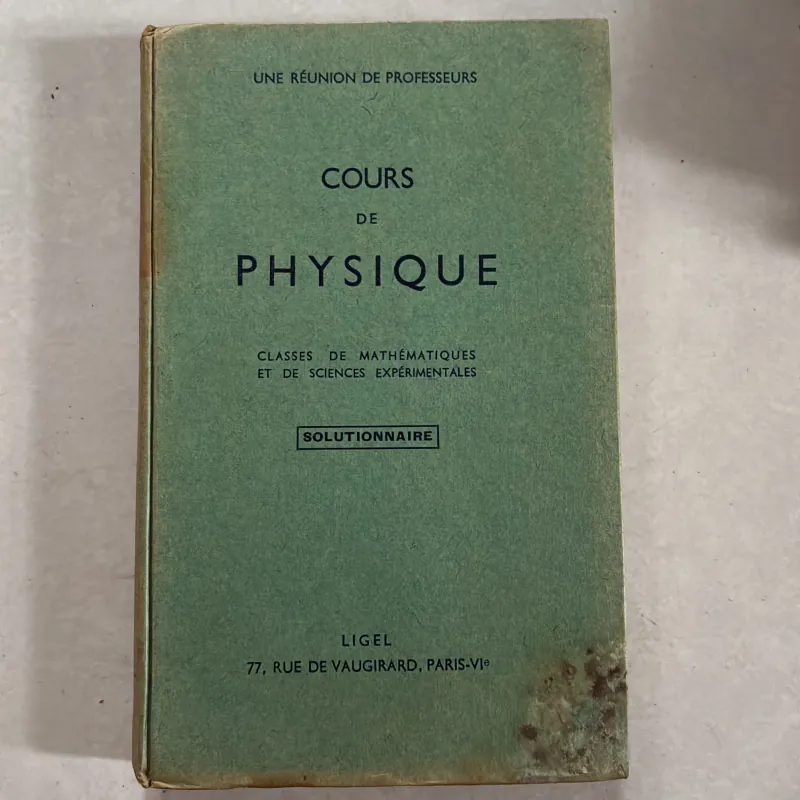 UNE RÉUNION DE PROFESSEURS
COURS
DE
PHYSIQUE
CLASSES DE MATHÉMATIQUES
ET DE SCIENCES EXPÉRIMENTALES
SOLUTIONNAIRE
LIGEL
77, RUE DE VAUGIRARD, PARIS-VIe